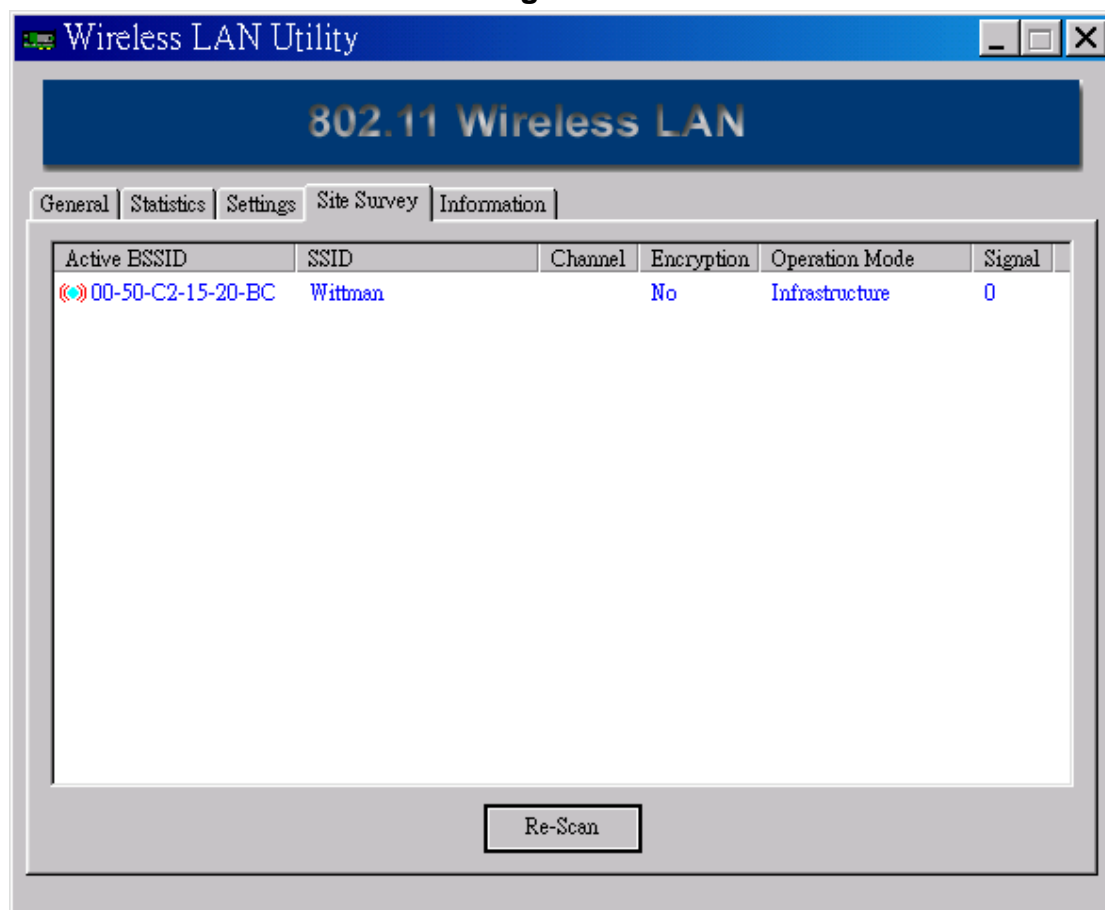 Wireless LAN Utility
802.11 Wireless LAN
General Statistics Settings Site Survey Information
Active BSSID SSID Channel Encryption Operation Mode Signal
00-50-C2-15-20-BC Wittman No Infrastructure 0
Re-Scan